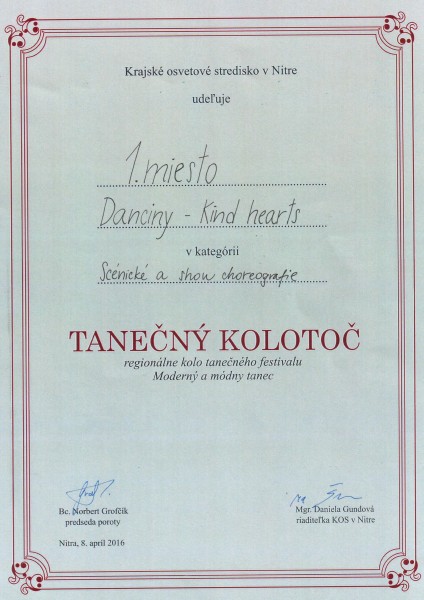 Krajské osvetové stredisko v Nitre
udeľuje
1. miesto
Danciny - Kind hearts
v kategórii
Scénické a show choreografie
TANEČNÝ KOLOTOČ
regionálne kolo tanečného festivalu
Moderný a módny tanec
Bc. Norbert Grofčík
predseda poroty
Mgr. Daniela Gundová
riaditeľka KOS v Nitre
Nitra, 8. apríl 2016